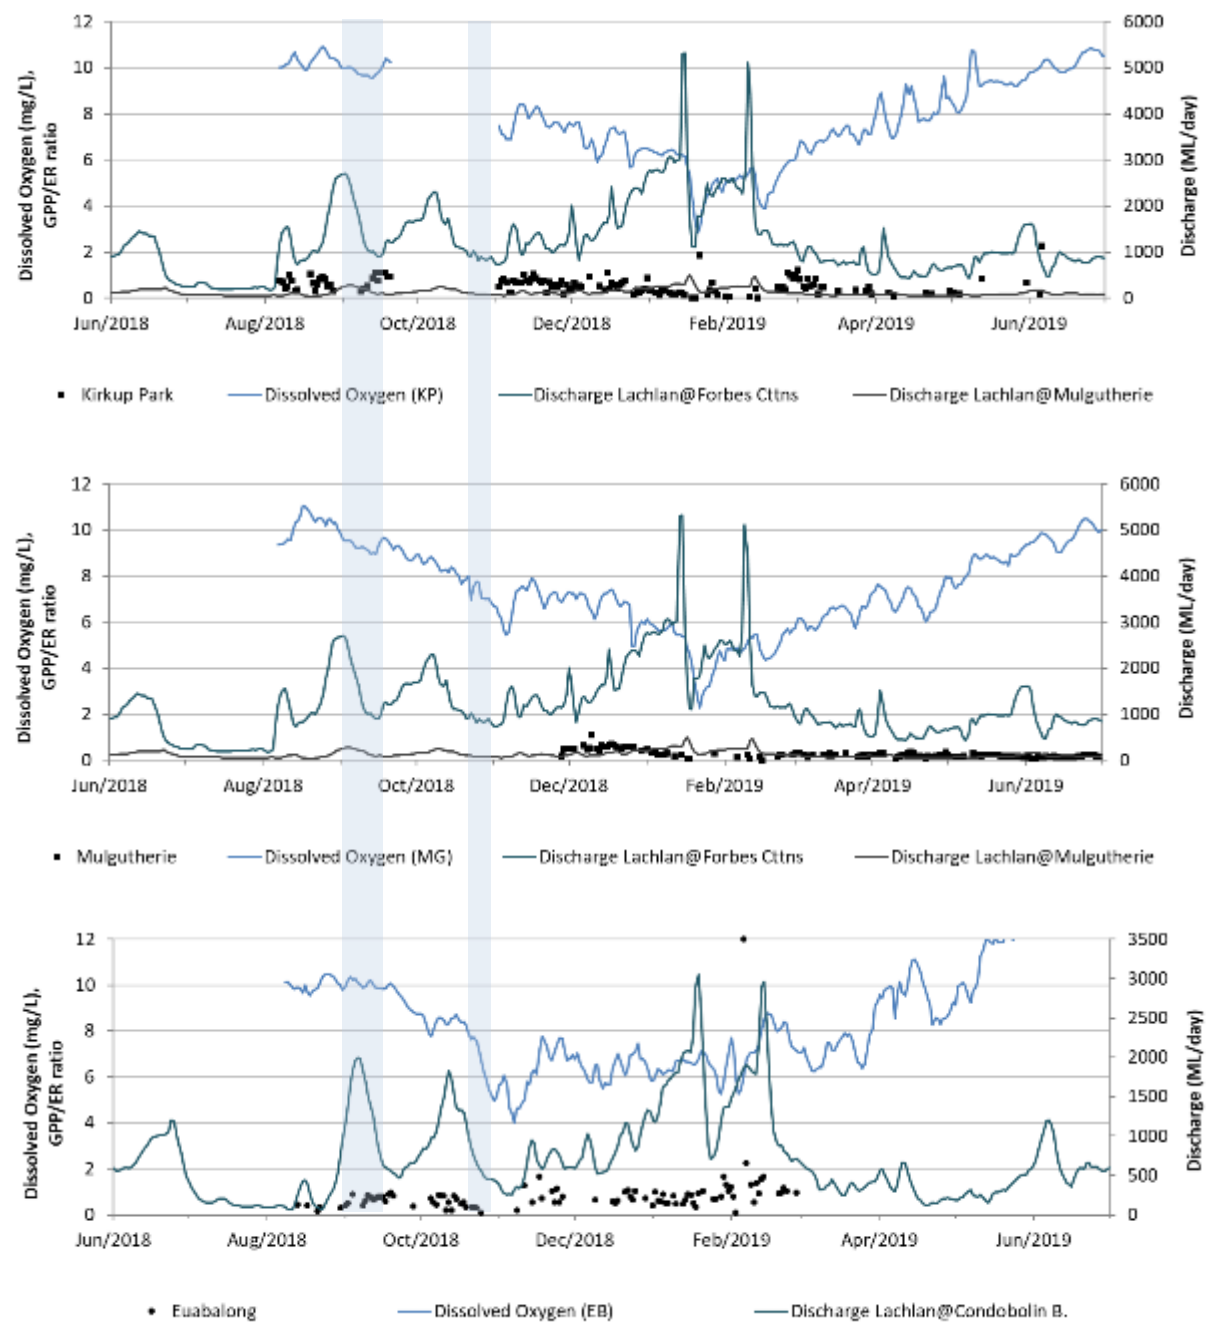 12
10
8
6
4
2
0
Dissolved Oxygen (mg/L),
GPP/ER ratio
6000
5000
4000
3000
2000
1000
0
Discharge (ML/day)
Jun/2018 Aug/2018 Oct/2018 Dec/2018 Feb/2019 Apr/2019 Jun/2019
Kirkup Park Dissolved Oxygen (KP) Discharge Lachlan@Forbes Cttns Discharge Lachlan@Mulgutherie
12
10
8
6
4
2
0
Dissolved Oxygen (mg/L),
GPP/ER ratio
6000
5000
4000
3000
2000
1000
0
Discharge (ML/day)
Jun/2018 Aug/2018 Oct/2018 Dec/2018 Feb/2019 Apr/2019 Jun/2019
Mulgutherie Dissolved Oxygen (MG) Discharge Lachlan@Forbes Cttns Discharge Lachlan@Mulgutherie
12
10
8
6
4
2
0
Dissolved Oxygen (mg/L),
GPP/ER ratio
3500
3000
2500
2000
1500
1000
500
0
Discharge (ML/day)
Jun/2018 Aug/2018 Oct/2018 Dec/2018 Feb/2019 Apr/2019 Jun/2019
Euabalong Dissolved Oxygen (EB) Discharge Lachlan@Condobolin B.